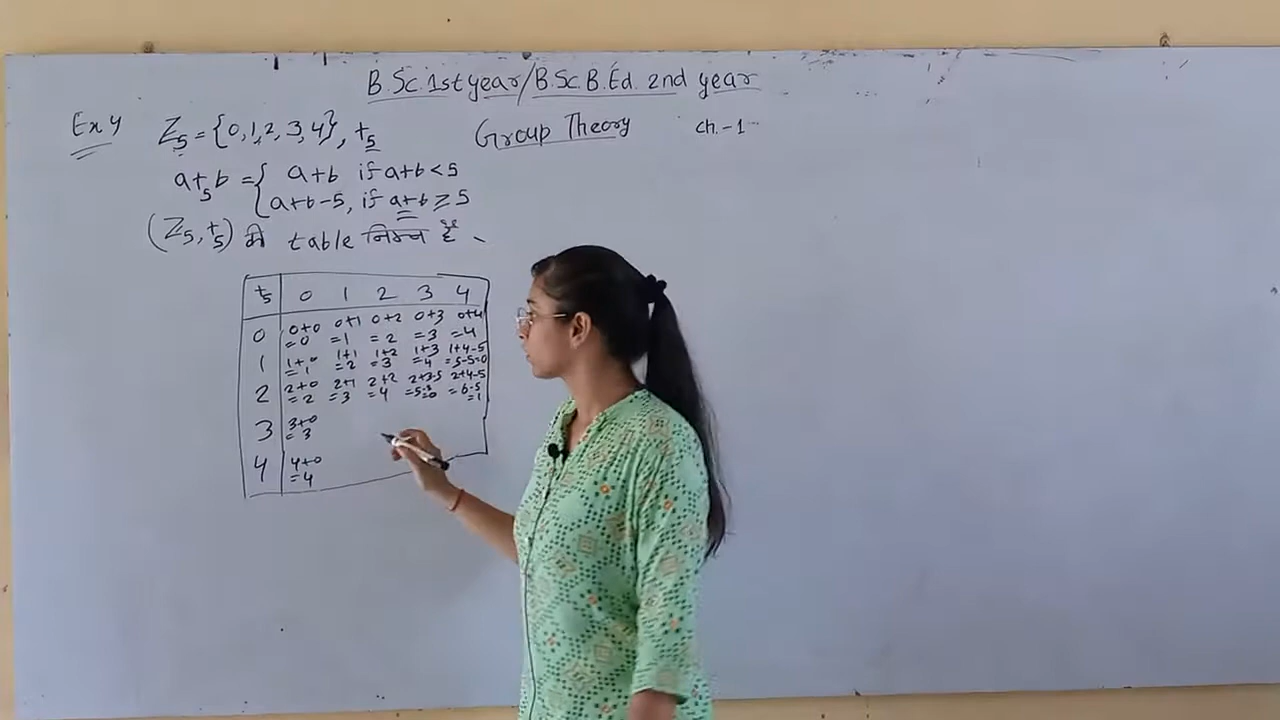 B.Sc. 1st year/B.Sc.B.Ed. 2nd year
Group Theory ch.-1
Ex 4 Z₅ = {0,1,2,3,4}, +₅
a+₅b = { a+b if a+b < 5
a+b-5, if a+b ≥ 5
(Z₅, +₅) की table निम्न है -
+₅ 0 1 2 3 4
0 0+0 0+1 0+2 0+3 0+4
=0 =1 =2 =3 =4
1 1+0 1+1 1+2 1+3 1+4-5
=1 =2 =3 =4 =5-5=0
2 2+0 2+1 2+2 2+3-5 2+4-5
=2 =3 =4 =5-5=0 =6-5=1
3 3+0
=3
4 4+0
=4